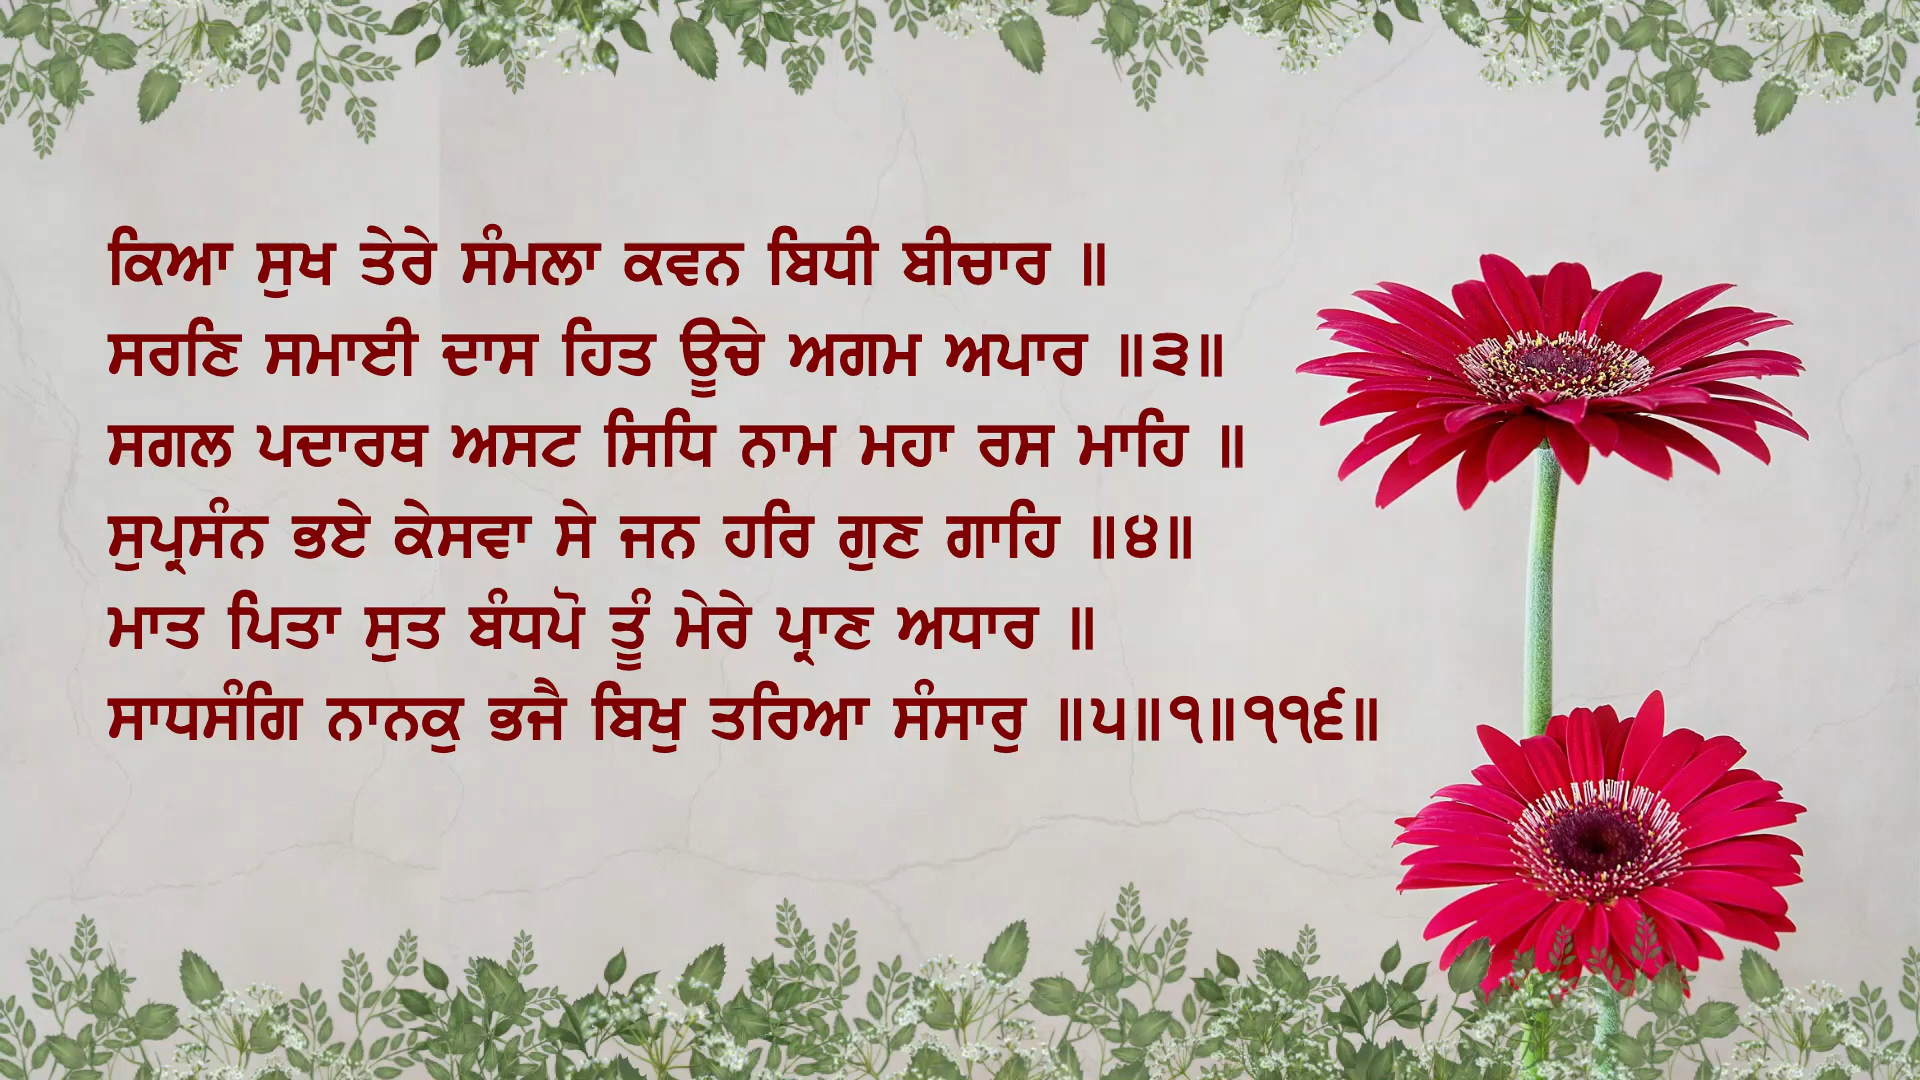 ਕਿਆ ਸੁਖ ਤੇਰੇ ਸੰਮਲਾ ਕਵਨ ਬਿਧੀ ਬੀਚਾਰ ॥
ਸਰਣਿ ਸਮਾਈ ਦਾਸ ਹਿਤ ਊਚੇ ਅਗਮ ਅਪਾਰ ॥੩॥
ਸਗਲ ਪਦਾਰਥ ਅਸਟ ਸਿਧਿ ਨਾਮ ਮਹਾ ਰਸ ਮਾਹਿ ॥
ਸੁਪ੍ਰਸੰਨ ਭਏ ਕੇਸਵਾ ਸੇ ਜਨ ਹਰਿ ਗੁਣ ਗਾਹਿ ॥੪॥
ਮਾਤ ਪਿਤਾ ਸੁਤ ਬੰਧਪੋ ਤੂੰ ਮੇਰੇ ਪ੍ਰਾਣ ਅਧਾਰ ॥
ਸਾਧਸੰਗਿ ਨਾਨਕੁ ਭਜੈ ਬਿਖੁ ਤਰਿਆ ਸੰਸਾਰੁ ॥੫॥੧॥੧੧੬॥